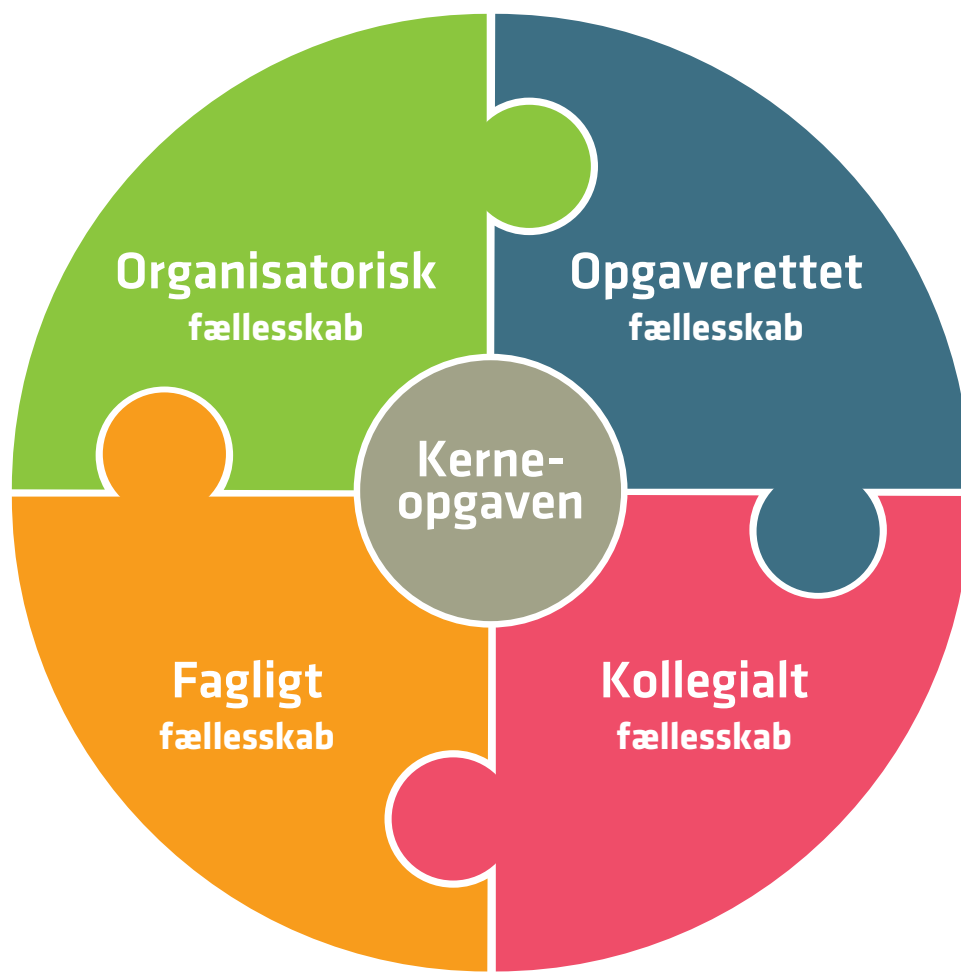 Organisatorisk
fællesskab
Opgaverettet
fællesskab
Kerne-
opgaven
Fagligt
fællesskab
Kollegialt
fællesskab